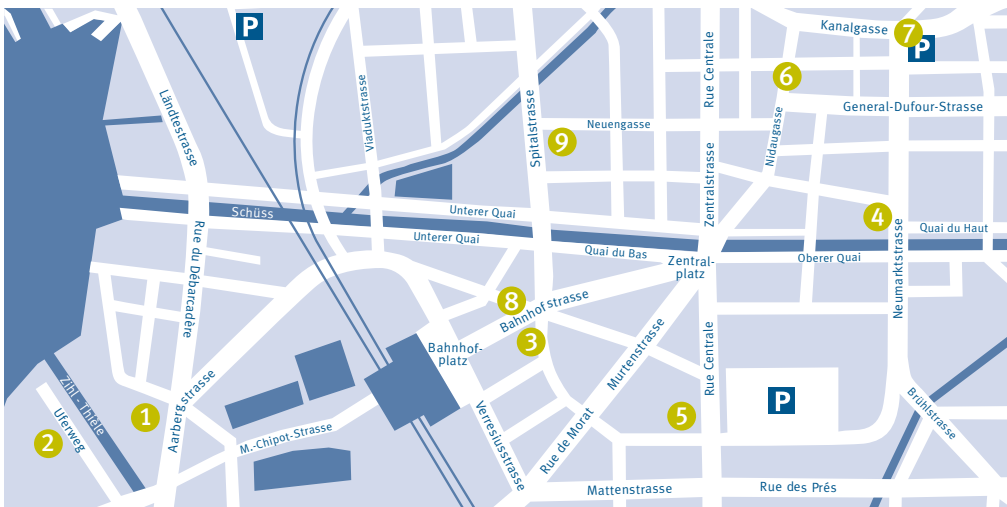 P
Kanalgasse
7
P
Rue Centrale
6
Ländtestrasse
Viaduktstrasse
Spitalstrasse
General-Dufour-Strasse
Neuengasse
9
Nidaugasse
Zentralstrasse
Schüss
Unterer Quai
4
Quai du Haut
Rue du Débarcadère
Unterer Quai
Quai du Bas
Zentral-
platz
Oberer Quai
Neumarktstrasse
8
Bahnhofstrasse
3
Bahnhof-
platz
Murtenstrasse
Rue Centrale
Zihl - Thièle
Uferweg
1
Aarbergstrasse
2
M.-Chipot-Strasse
Verresiusstrasse
Rue de Morat
5
P
Brühlstrasse
Mattenstrasse
Rue des Prés